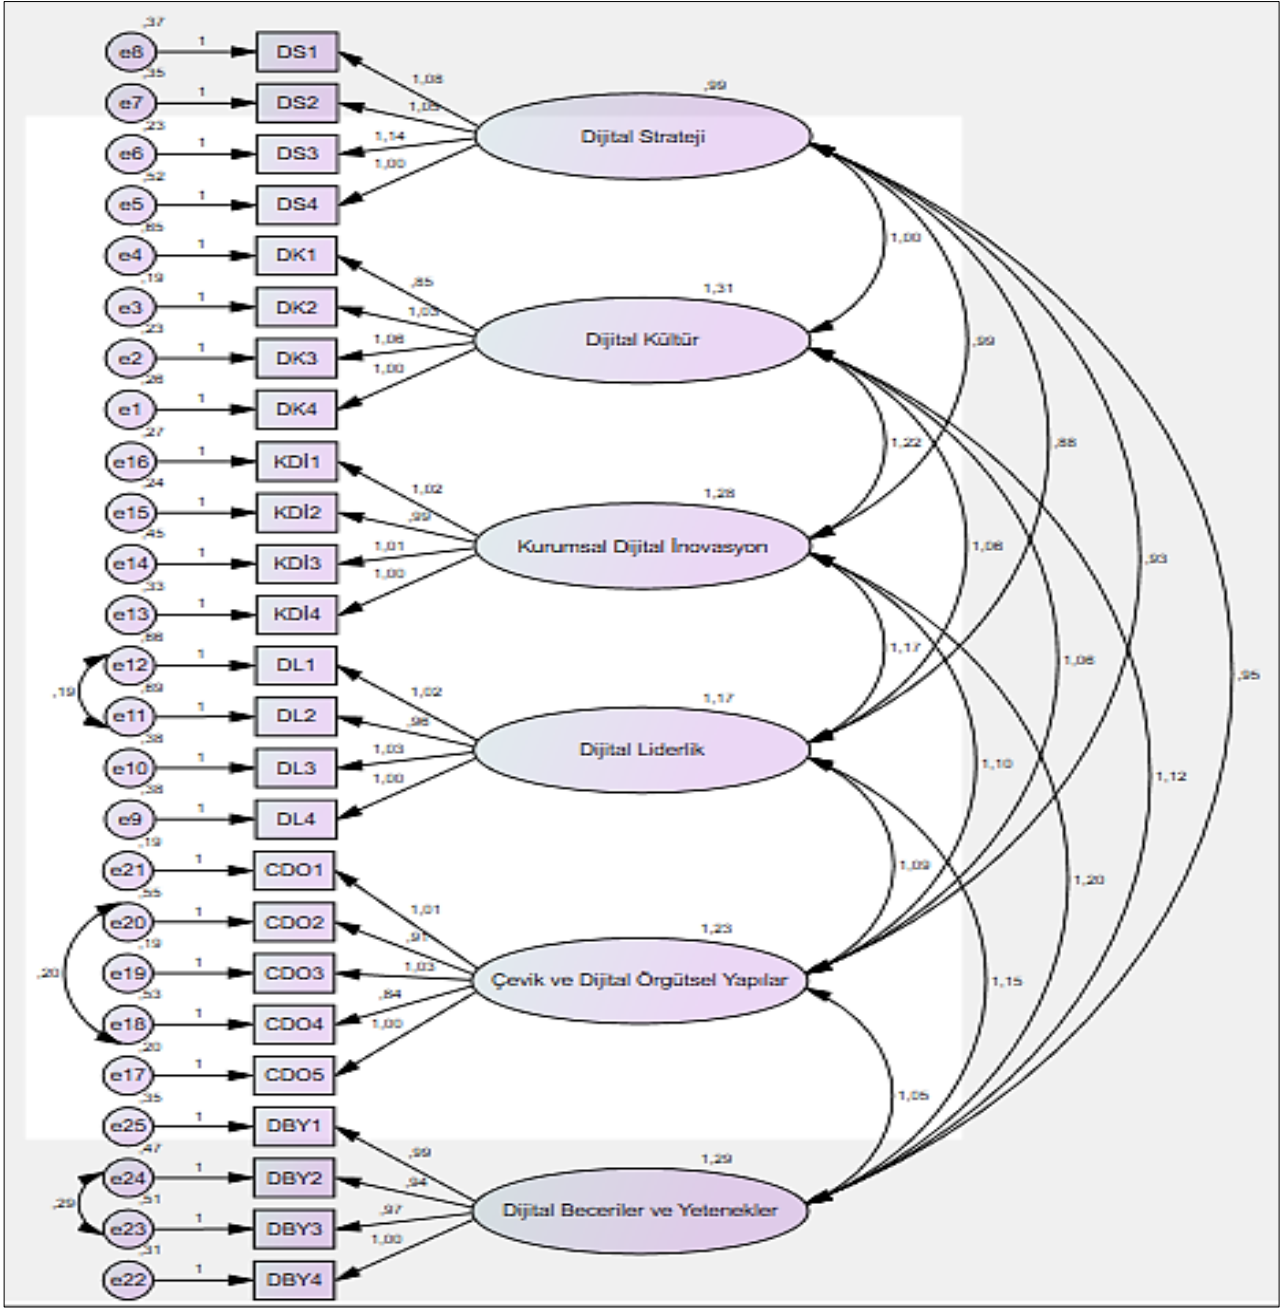 ,37
e8 1 DS1
,35
e7 1 DS2
,23
e6 1 DS3
,52
e5 1 DS4
1,08
1,05
1,14
1,00
,99
Dijital Strateji
,65
e4 1 DK1
,19
e3 1 DK2
,23
e2 1 DK3
,26
e1 1 DK4
,85
1,03
1,06
1,00
1,31
Dijital Kültür
,27
e16 1 KDİ1
,24
e15 1 KDİ2
,45
e14 1 KDİ3
,33
e13 1 KDİ4
1,02
,99
1,01
1,00
1,28
Kurumsal Dijital İnovasyon
e12 1 DL1
,69
e11 1 DL2
,38
e10 1 DL3
,38
e9 1 DL4
,19
1,02
,96
1,03
1,00
1,17
Dijital Liderlik
,19
e21 1 CDO1
,55
e20 1 CDO2
,19
e19 1 CDO3
,53
e18 1 CDO4
,20
e17 1 CDO5
,20
1,01
,91
1,03
,84
1,00
1,23
Çevik ve Dijital Örgütsel Yapılar
,35
e25 1 DBY1
,47
e24 1 DBY2
,51
e23 1 DBY3
,31
e22 1 DBY4
,29
,99
,94
,97
1,00
1,29
Dijital Beceriler ve Yetenekler
1,00
,99
,88
,93
,95
1,22
1,06
1,06
1,12
1,17
1,10
1,20
1,09
1,15
1,05